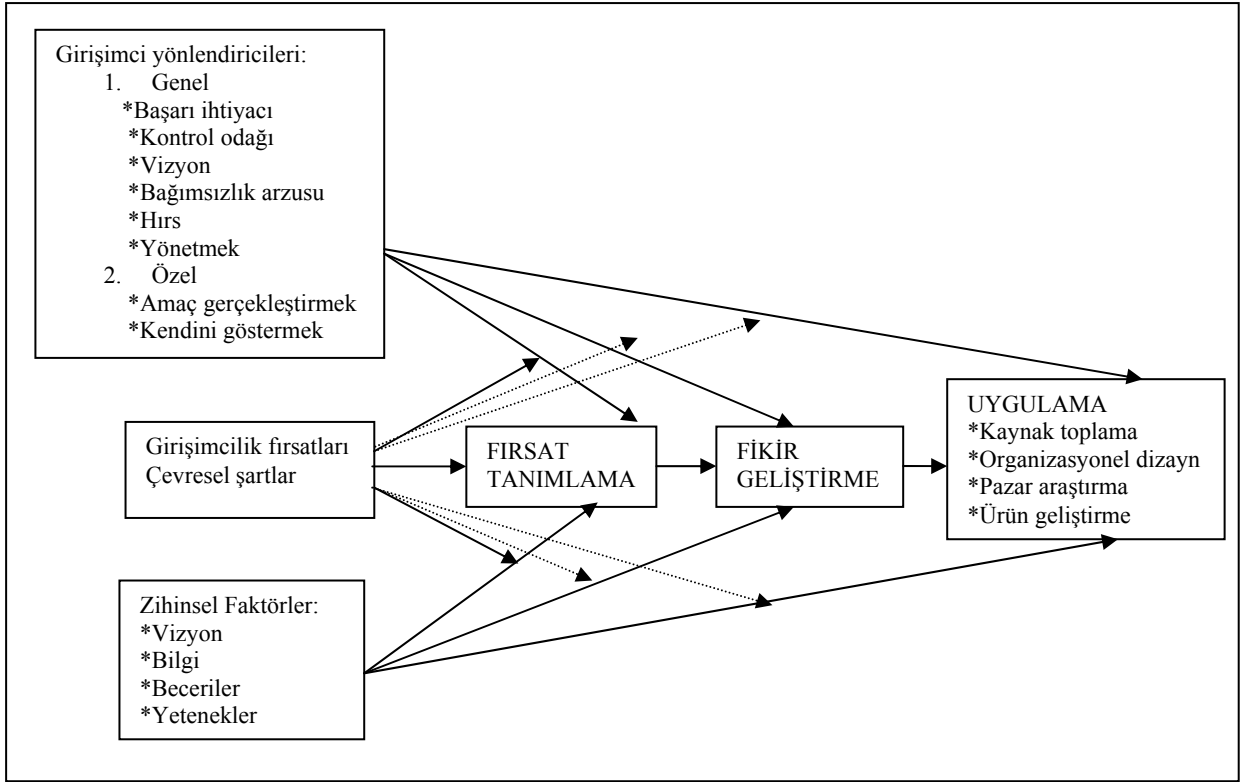 Girişimci yönlendiricileri:
1. Genel
*Başarı ihtiyacı
*Kontrol odağı
*Vizyon
*Bağımsızlık arzusu
*Hırs
*Yönetmek
2. Özel
*Amaç gerçekleştirmek
*Kendini göstermek
Girişimcilik fırsatları
Çevresel şartlar
FIRSAT
TANIMLAMA
FİKİR
GELİŞTİRME
UYGULAMA
*Kaynak toplama
*Organizasyonel dizayn
*Pazar araştırma
*Ürün geliştirme
Zihinsel Faktörler:
*Vizyon
*Bilgi
*Beceriler
*Yetenekler